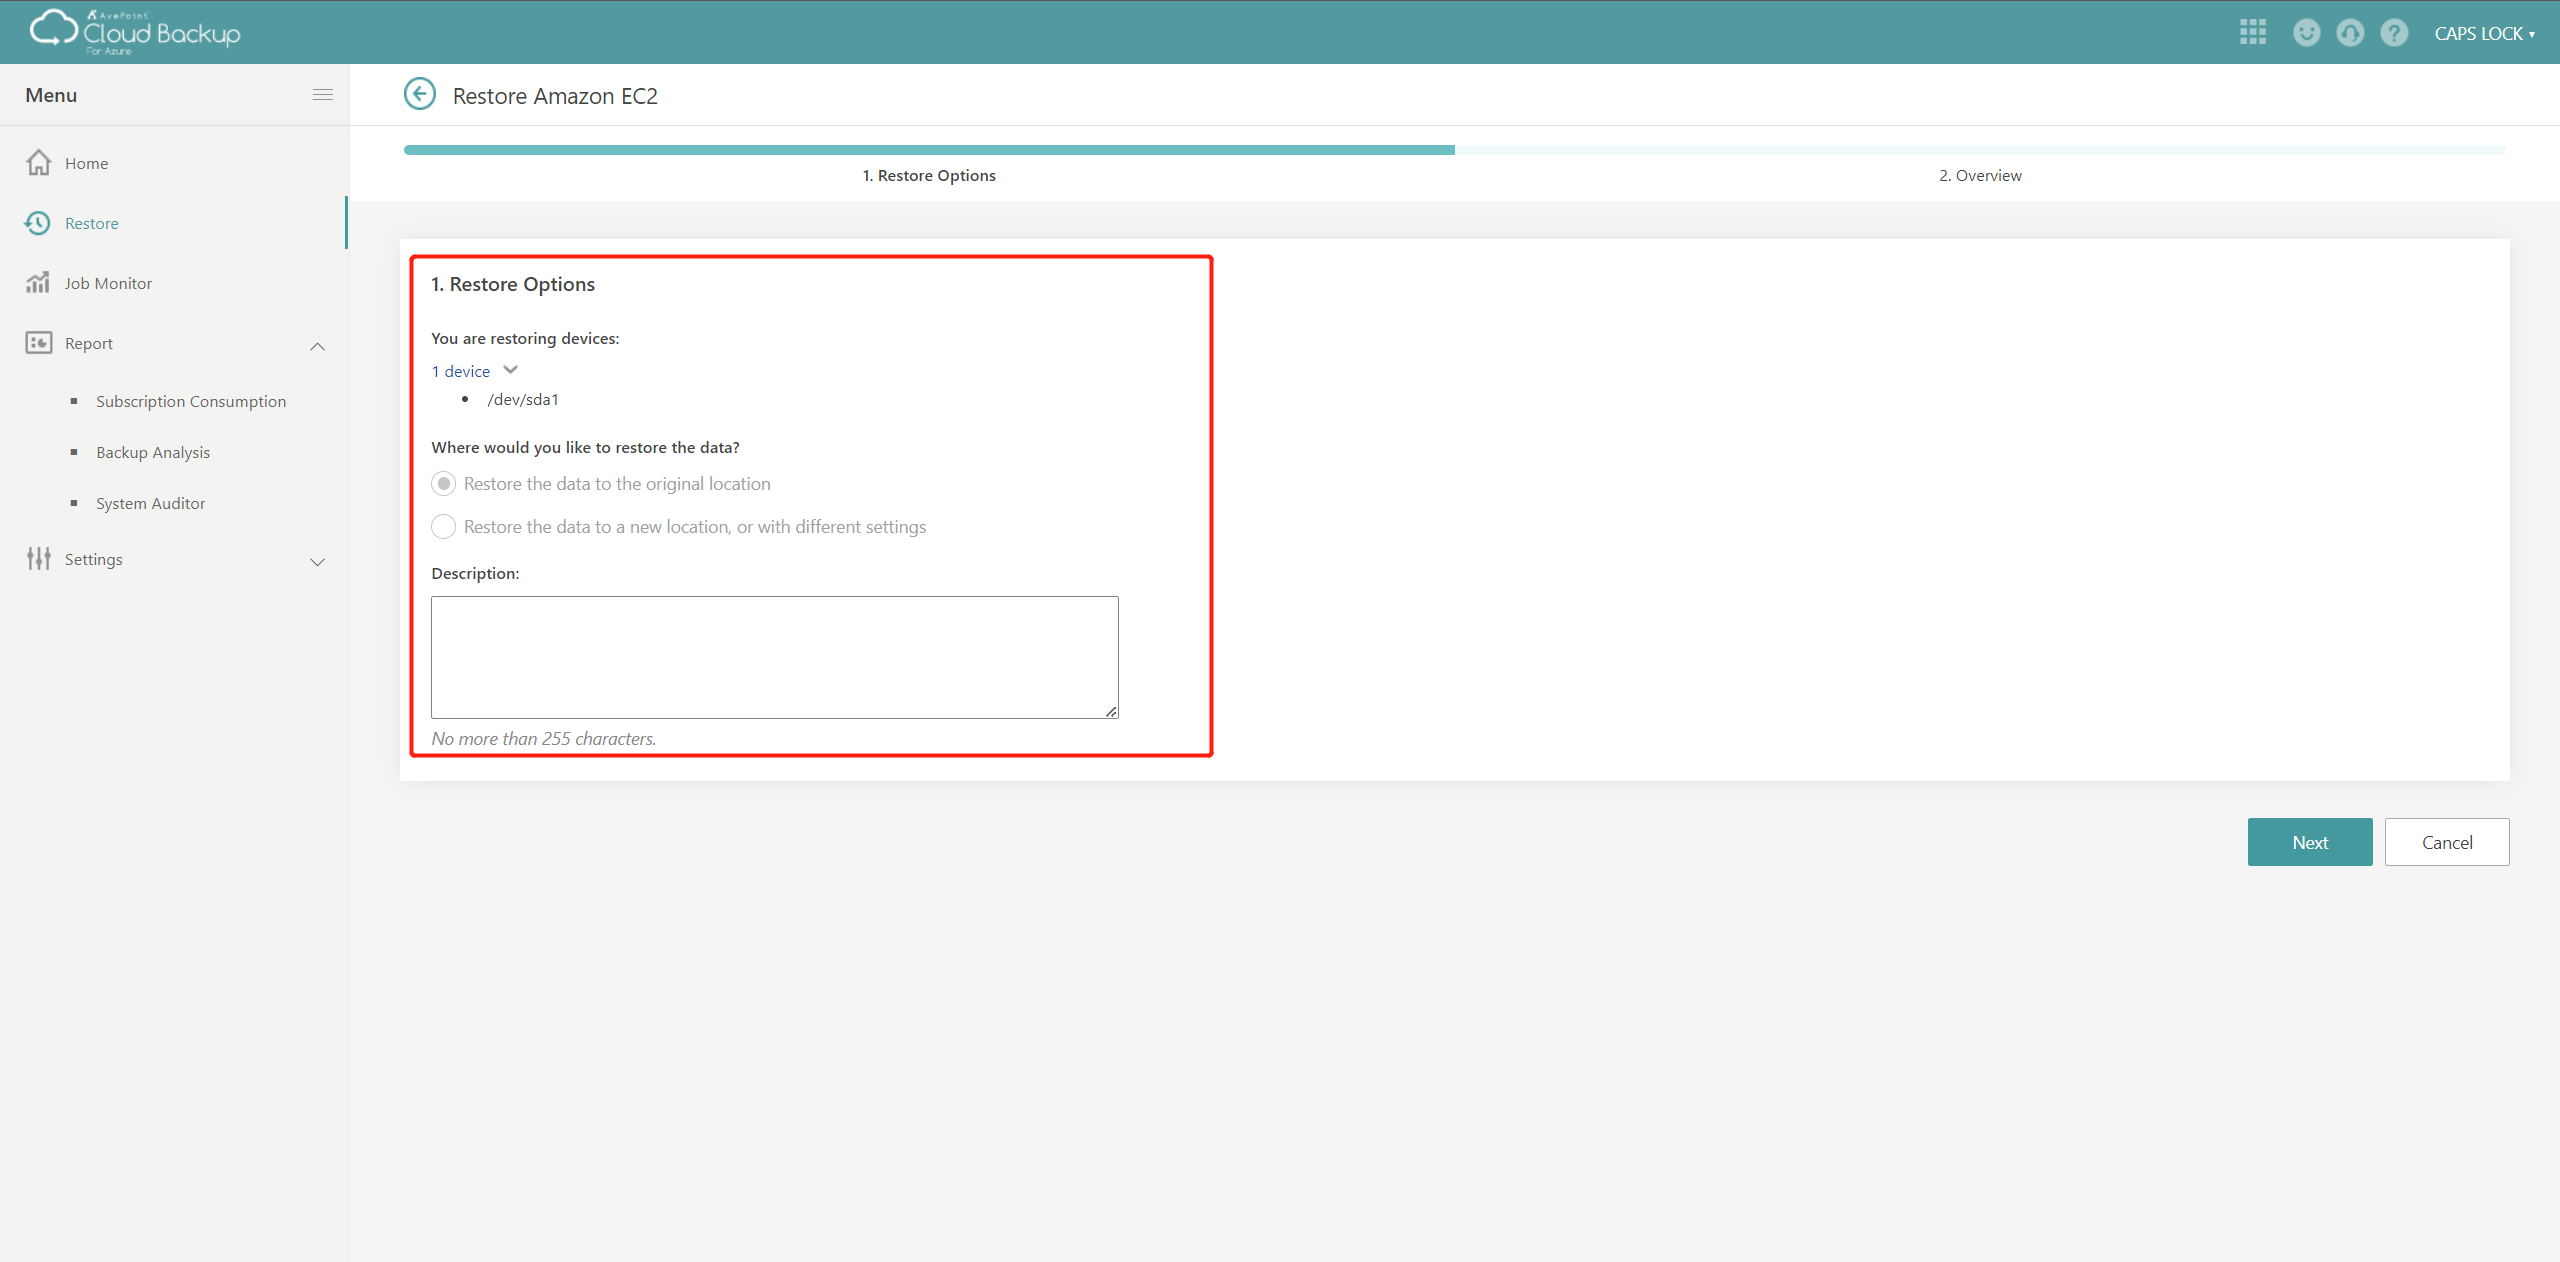 AvePoint
Cloud Backup
For Azure
CAPS LOCK
Menu
Home
Restore
Job Monitor
Report
Subscription Consumption
Backup Analysis
System Auditor
Settings
Restore Amazon EC2
1. Restore Options
2. Overview
1. Restore Options
You are restoring devices:
1 device
• /dev/sda1
Where would you like to restore the data?
Restore the data to the original location
Restore the data to a new location, or with different settings
Description:
No more than 255 characters.
Next
Cancel